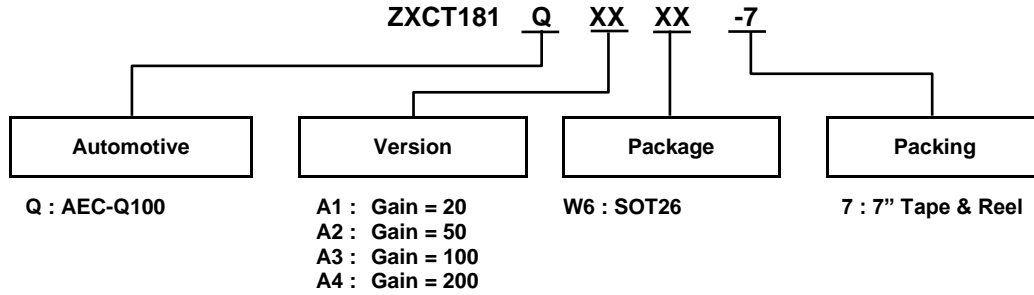 ZXCT181 Q XX XX -7
Automotive Version Package Packing
Q : AEC-Q100
A1 : Gain = 20
A2 : Gain = 50
A3 : Gain = 100
A4 : Gain = 200
W6 : SOT26
7 : 7” Tape & Reel